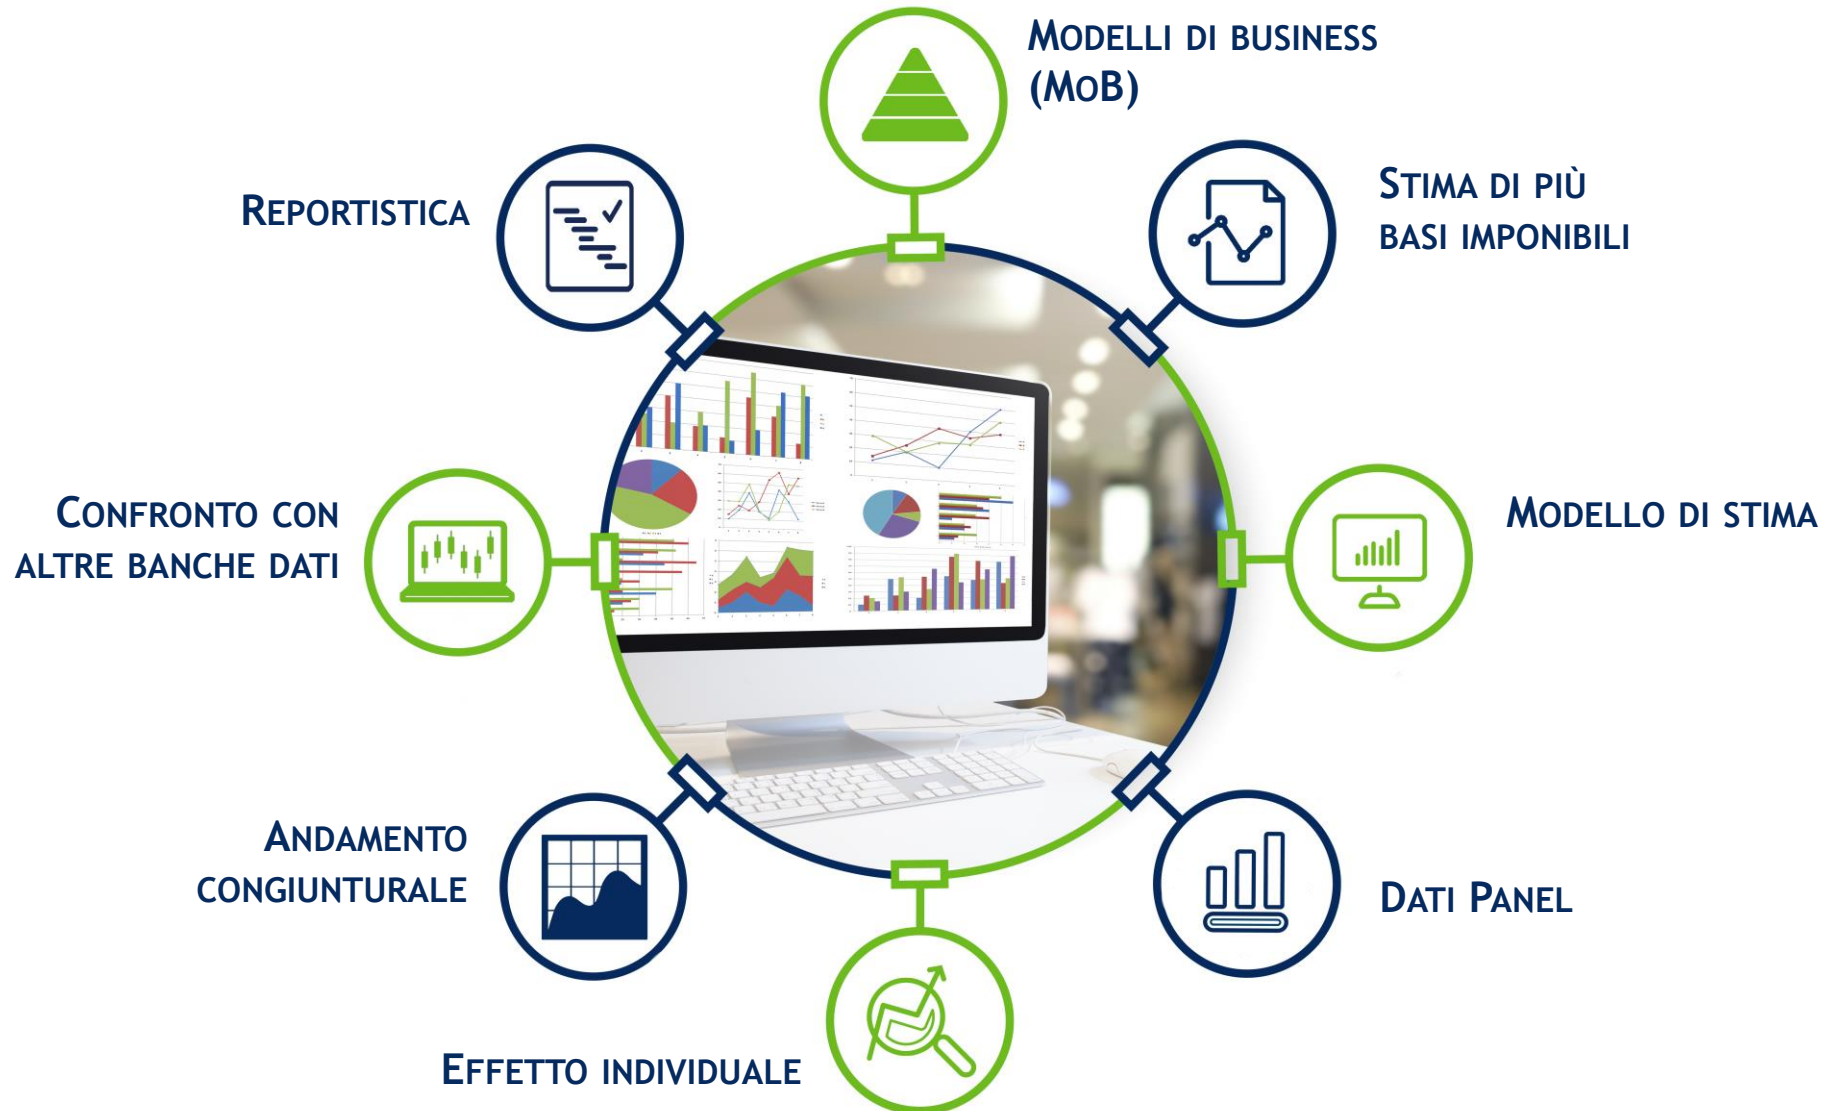 MODELLI DI BUSINESS
(MOB)
STIMA DI PIÙ
BASI IMPONIBILI
MODELLO DI STIMA
DATI PANEL
EFFETTO INDIVIDUALE
ANDAMENTO
CONGIUNTURALE
CONFRONTO CON
ALTRE BANCHE DATI
REPORTISTICA